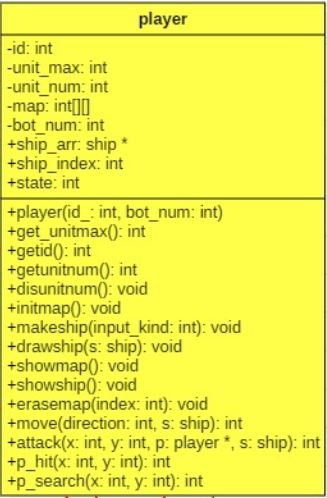 player
-id: int
-unit_max: int
-unit_num: int
-map: int[][]
-bot_num: int
+ship_arr: ship *
+ship_index: int
+state: int
+player(id_: int, bot_num: int)
+get_unitmax(): int
+getid(): int
+getunitnum(): int
+disunitnum(): void
+initmap(): void
+makeship(input_kind: int): void
+drawship(s: ship): void
+showmap(): void
+showship(): void
+erasemap(index: int): void
+move(direction: int, s: ship): int
+attack(x: int, y: int, p: player *, s: ship): int
+p_hit(x: int, y: int): int
+p_search(x: int, y: int): int